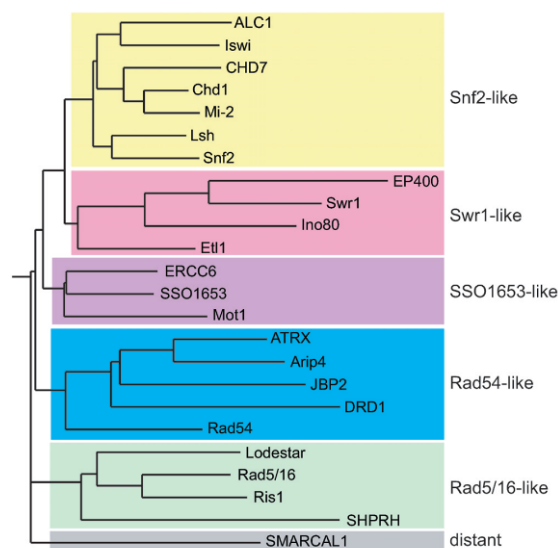 ALC1
Iswi
CHD7
Chd1
Mi-2
Lsh
Snf2
Snf2-like
EP400
Swr1
Ino80
Etl1
Swr1-like
ERCC6
SSO1653
Mot1
SSO1653-like
ATRX
Arip4
JBP2
DRD1
Rad54
Rad54-like
Lodestar
Rad5/16
Ris1
SHPRH
Rad5/16-like
SMARCAL1
distant